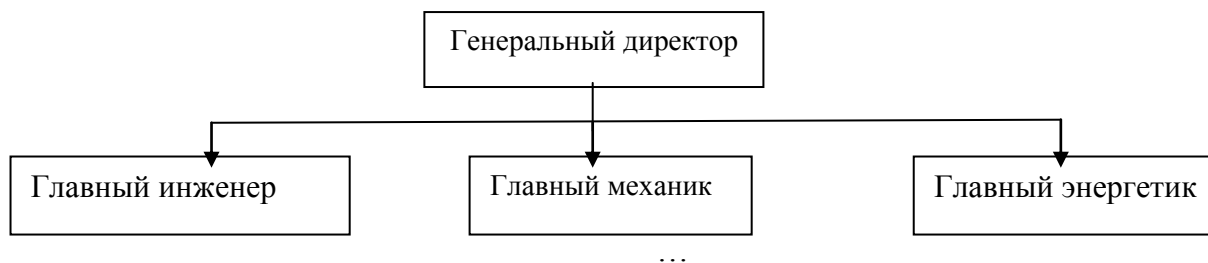 Генеральный директор
Главный инженер
Главный механик
Главный энергетик
…